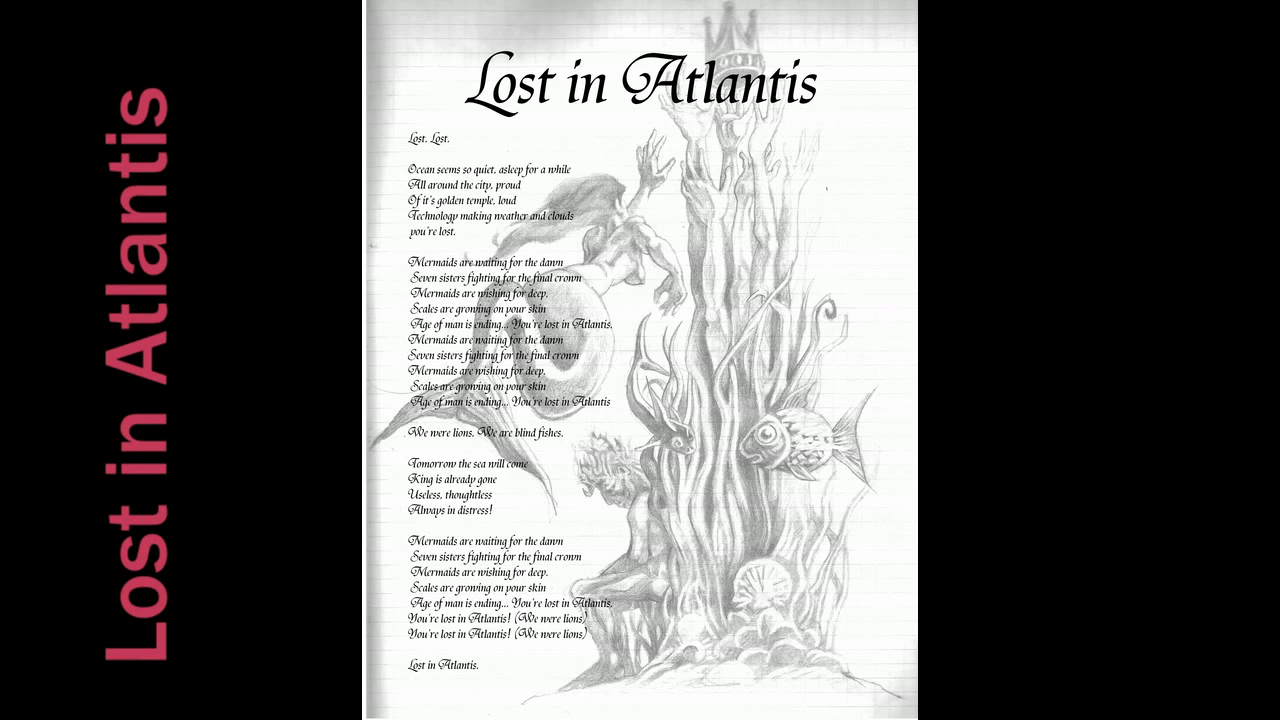 Lost in Atlantis
Lost in Atlantis
Lost. Lost.
Ocean seems so quiet, asleep for a while
All around the city, proud
Of it's golden temple, loud
Technology making weather and clouds
you're lost.
Mermaids are waiting for the dawn
Seven sisters fighting for the final crown
Mermaids are wishing for deep.
Scales are growing on your skin
Age of man is ending... You're lost in Atlantis.
Mermaids are waiting for the dawn
Seven sisters fighting for the final crown
Mermaids are wishing for deep.
Scales are growing on your skin
Age of man is ending... You're lost in Atlantis
We were lions. We are blind fishes.
Tomorrow the sea will come
King is already gone
Useless, thoughtless
Always in distress!
Mermaids are waiting for the dawn
Seven sisters fighting for the final crown
Mermaids are wishing for deep.
Scales are growing on your skin
Age of man is ending... You're lost in Atlantis.
You're lost in Atlantis! (We were lions)
You're lost in Atlantis! (We were lions)
Lost in Atlantis.